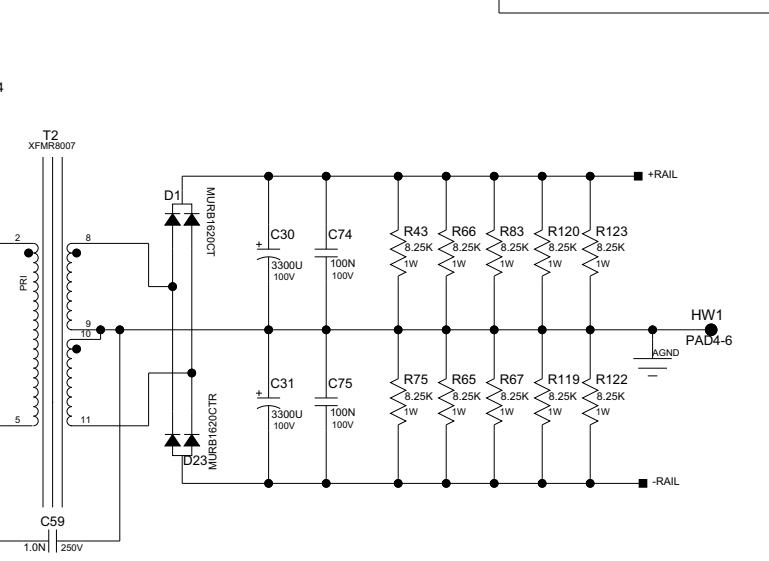 4
T2
XFMR8007
2
PRI
5
8
9
10
11
D1
MURB1620CT
D23
MURB1620CTR
C30
+
3300U
100V
C74
100N
100V
R43
8.25K
1W
R66
8.25K
1W
R83
8.25K
1W
R120
8.25K
1W
R123
8.25K
1W
+RAIL
HW1
PAD4-6
AGND
C31
+
3300U
100V
C75
100N
100V
R75
8.25K
1W
R65
8.25K
1W
R67
8.25K
1W
R119
8.25K
1W
R122
8.25K
1W
-RAIL
C59
1.0N
250V